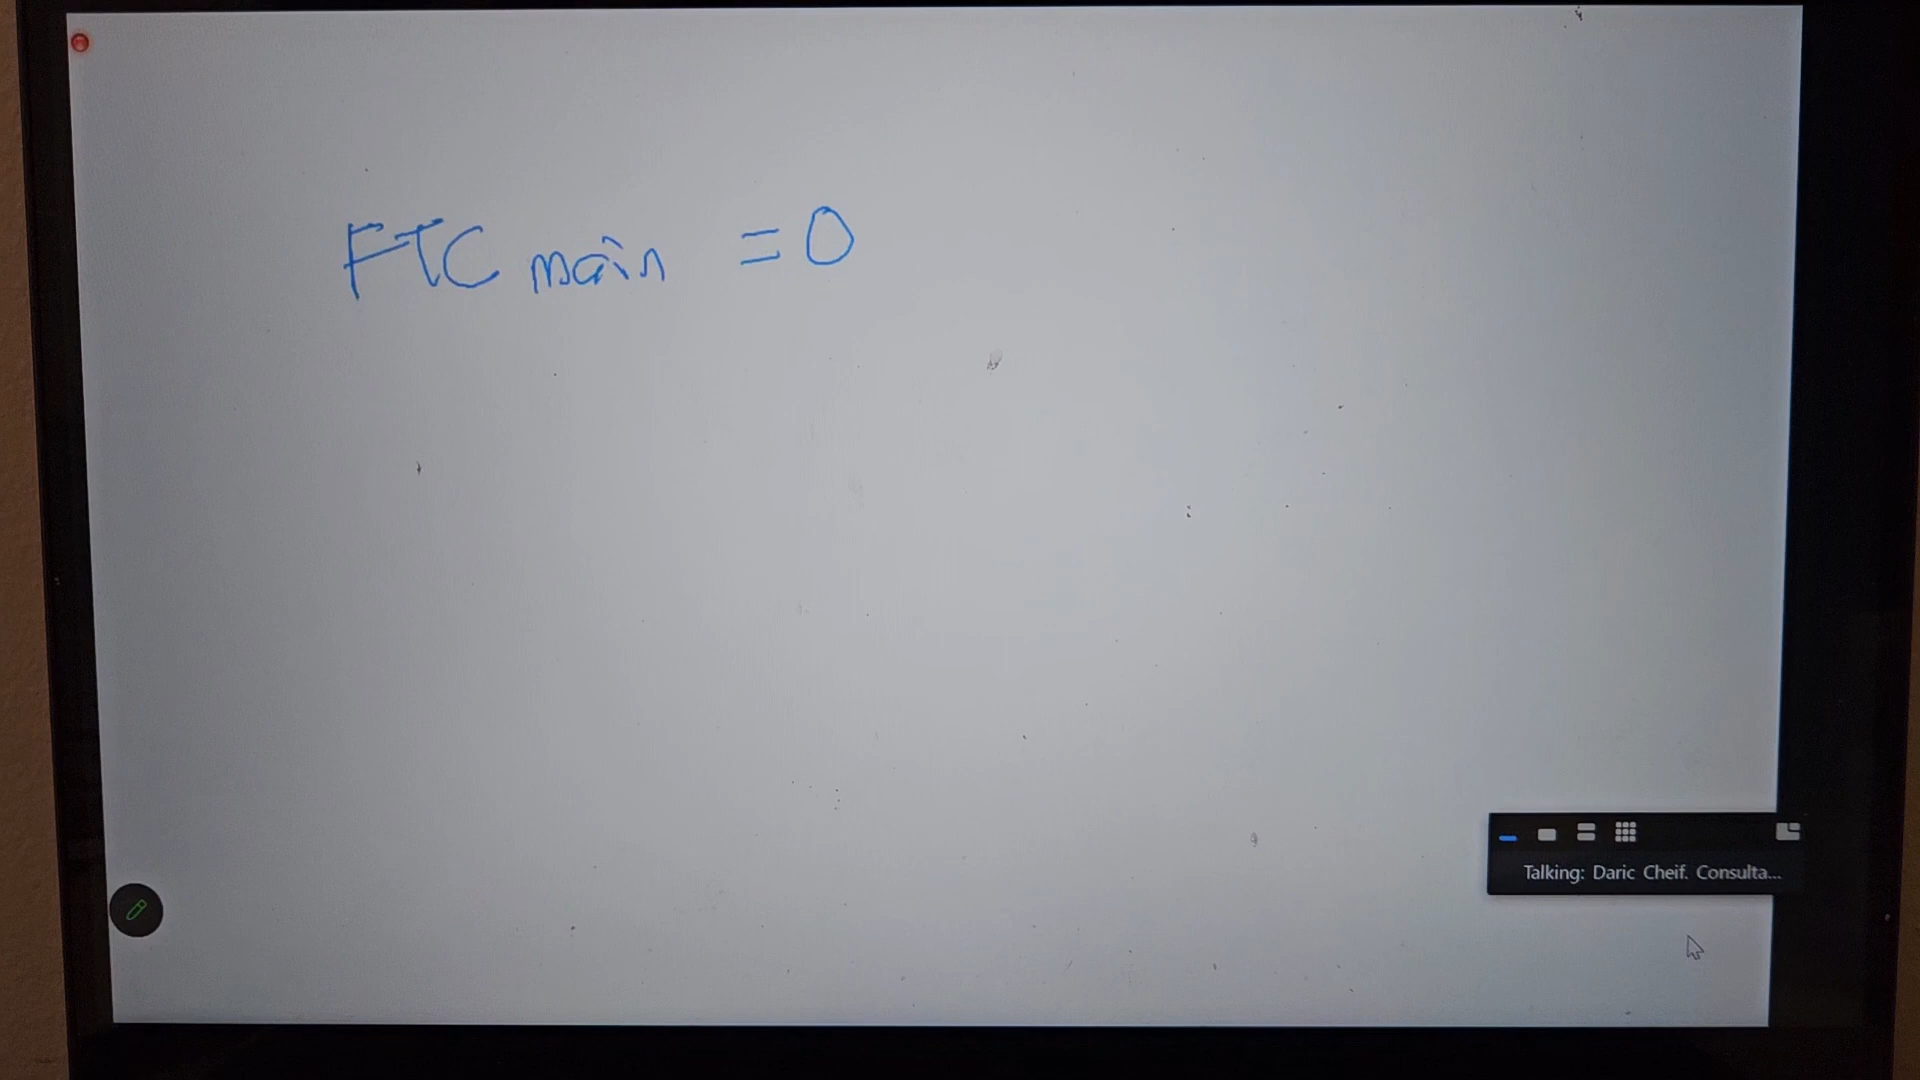 FTC main = 0
Talking: Daric Cheif. Consulta...